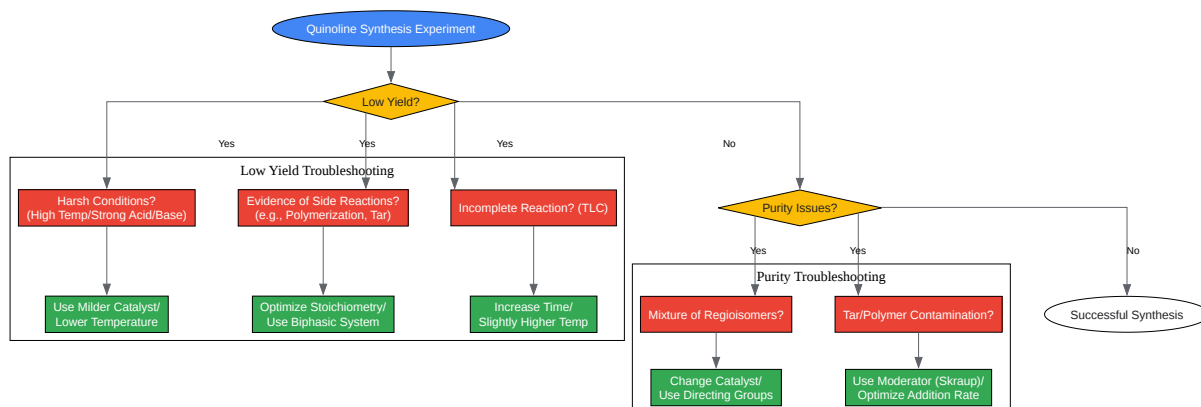 Quinoline Synthesis Experiment
Low Yield?
Yes
Yes
Yes
No
Low Yield Troubleshooting
Harsh Conditions?
(High Temp/Strong Acid/Base)
Evidence of Side Reactions?
(e.g., Polymerization, Tar)
Incomplete Reaction? (TLC)
Purity Issues?
Yes
Yes
No
Purity Troubleshooting
Use Milder Catalyst/
Lower Temperature
Optimize Stoichiometry/
Use Biphasic System
Increase Time/
Slightly Higher Temp
Mixture of Regioisomers?
Tar/Polymer Contamination?
Successful Synthesis
Change Catalyst/
Use Directing Groups
Use Moderator (Skraup)/
Optimize Addition Rate